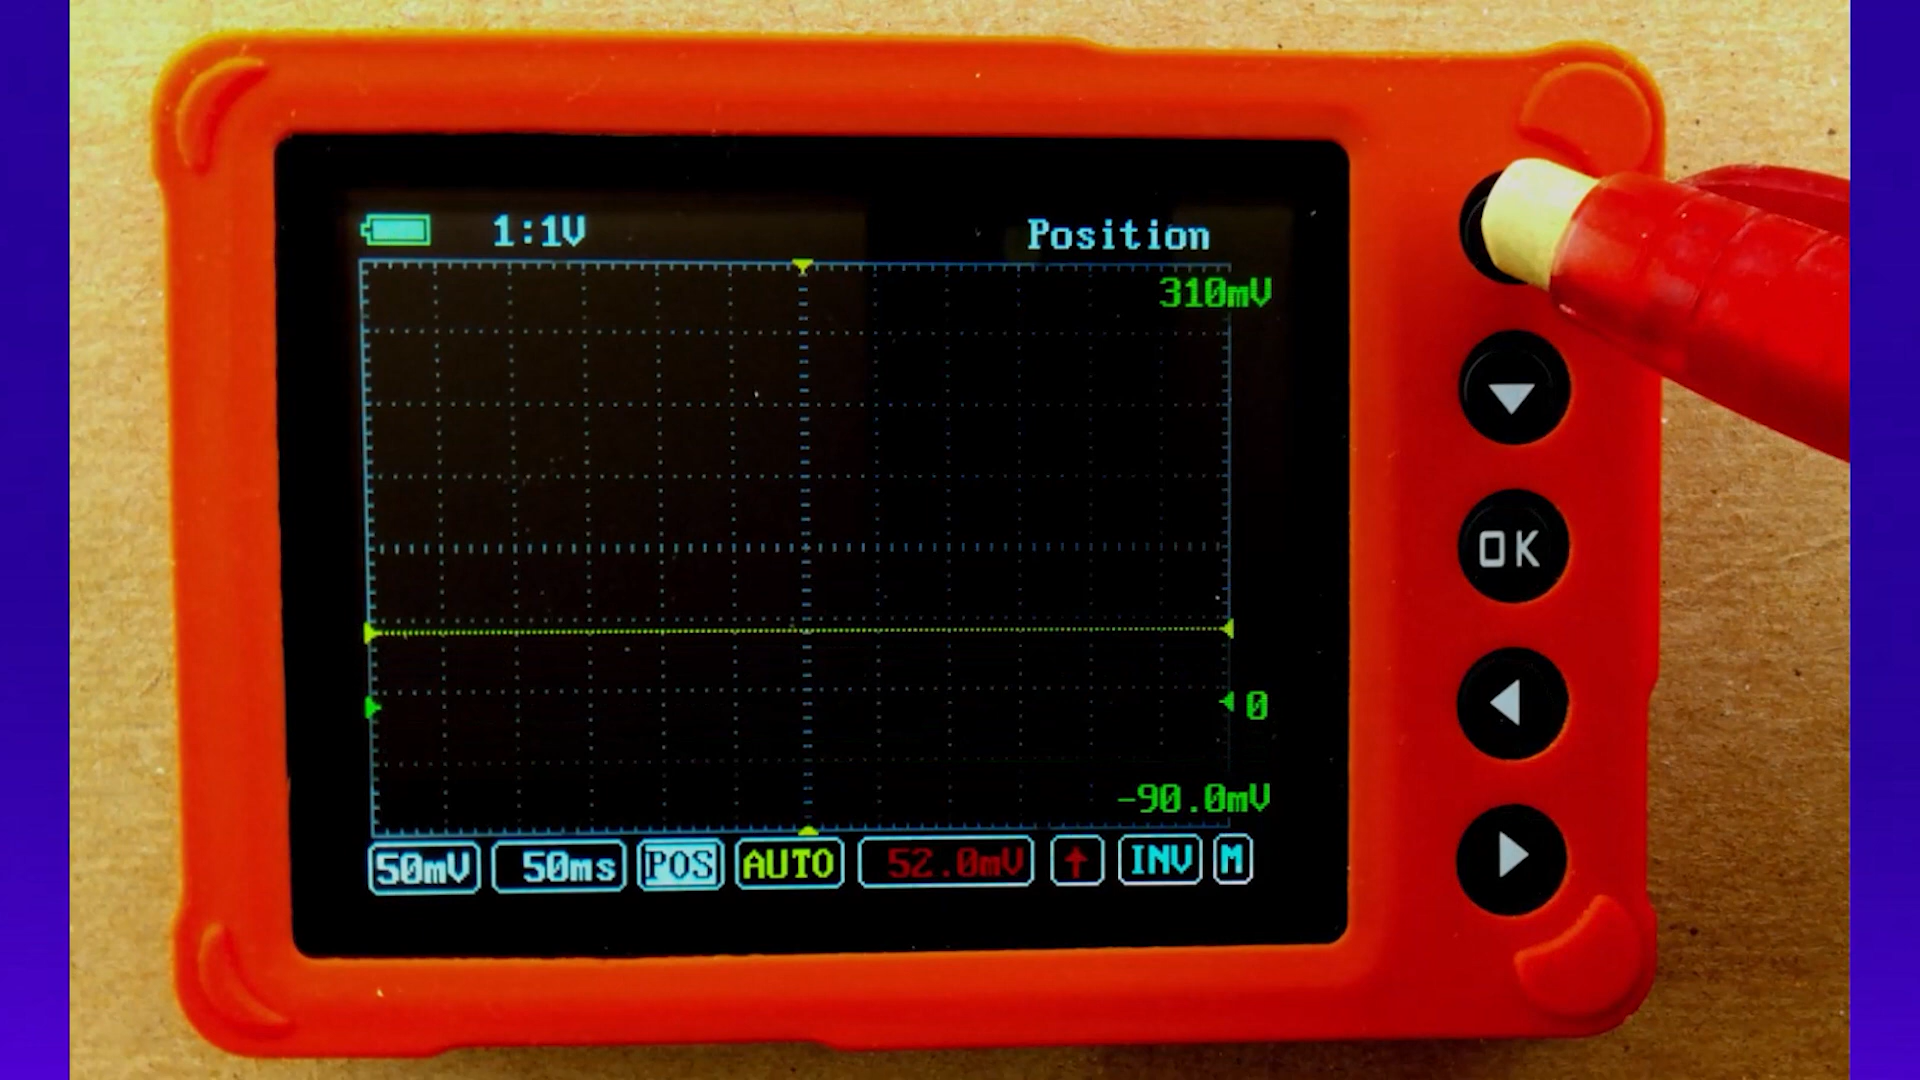 1:1V Position
310mV
0
-90.0mV
50mV 50ms POS AUTO 52.0mV ↑ INV M
OK